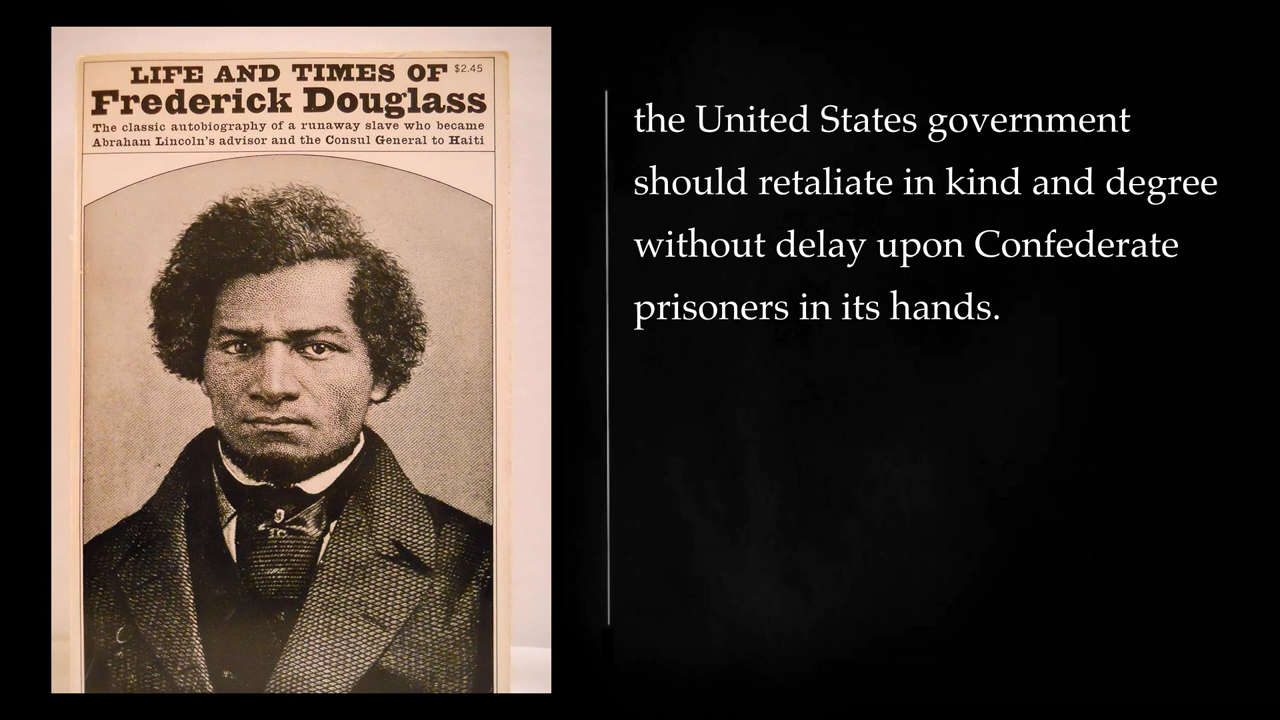 LIFE AND TIMES OF $2.45
Frederick Douglass
The classic autobiography of a runaway slave who became
Abraham Lincoln's advisor and the Consul General to Haiti
the United States government
should retaliate in kind and degree
without delay upon Confederate
prisoners in its hands.